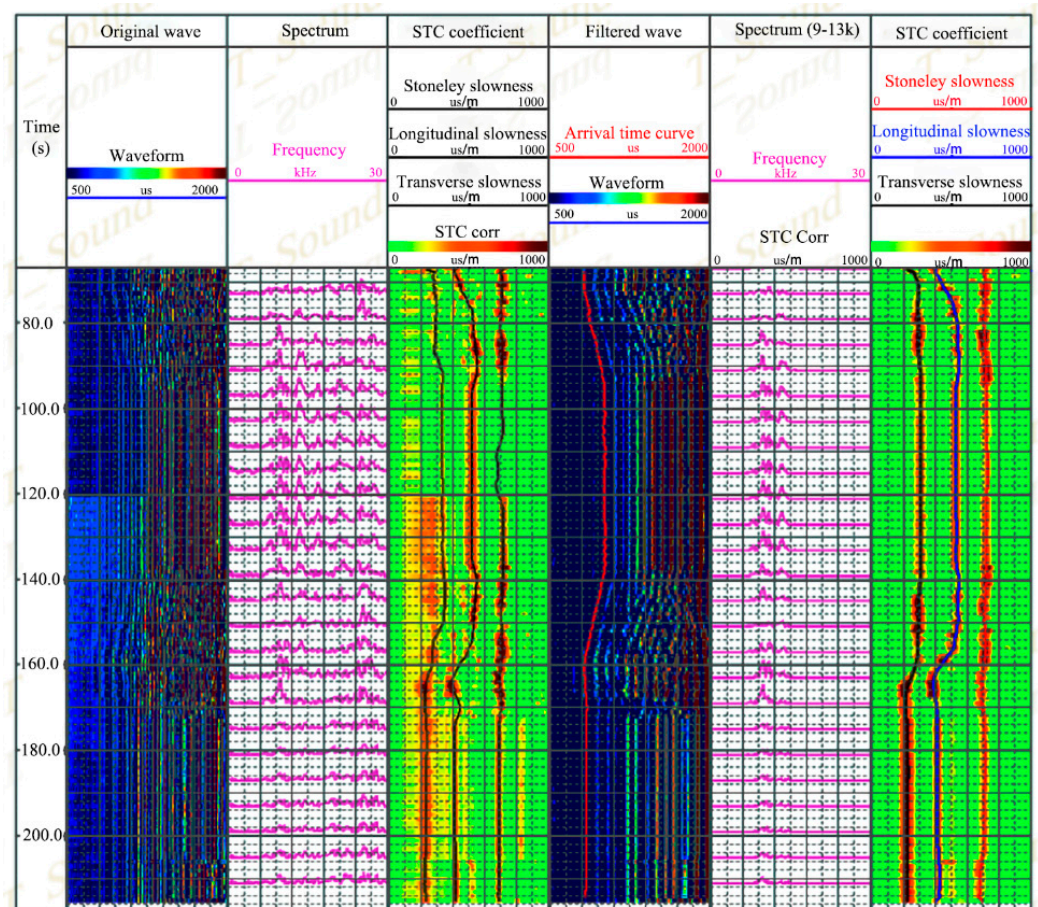 Original wave
Spectrum
STC coefficient
Filtered wave
Spectrum (9-13k)
STC coefficient
Time
(s)
Waveform
500 us 2000
Frequency
0 kHz 30
Stoneley slowness
0 us/m 1000
Longitudinal slowness
0 us/m 1000
Transverse slowness
0 us/m 1000
STC corr
0 us/m 1000
Arrival time curve
500 us 2000
Waveform
500 us 2000
Frequency
0 kHz 30
STC Corr
0 us/m 1000
Stoneley slowness
0 us/m 1000
Longitudinal slowness
0 us/m 1000
Transverse slowness
0 us/m 1000
0 us/m 1000
80.0
100.0
120.0
140.0
160.0
180.0
200.0
T_Sound
Sound